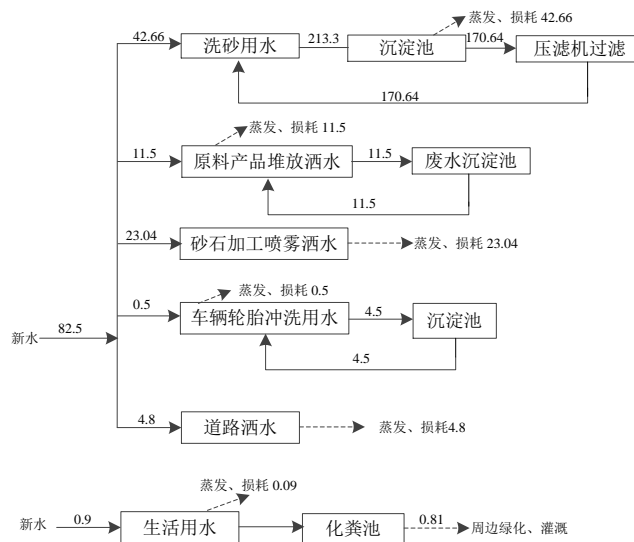 蒸发、损耗 42.66
42.66 洗砂用水 213.3 沉淀池 170.64 压滤机过滤
170.64
蒸发、损耗 11.5
11.5 原料产品堆放洒水 11.5 废水沉淀池
11.5
23.04 砂石加工喷雾洒水 蒸发、损耗 23.04
蒸发、损耗 0.5
0.5 车辆轮胎冲洗用水 4.5 沉淀池
新水 82.5
4.5
4.8 道路洒水 蒸发、损耗4.8
蒸发、损耗 0.09
新水 0.9 生活用水 化粪池 0.81 周边绿化、灌溉